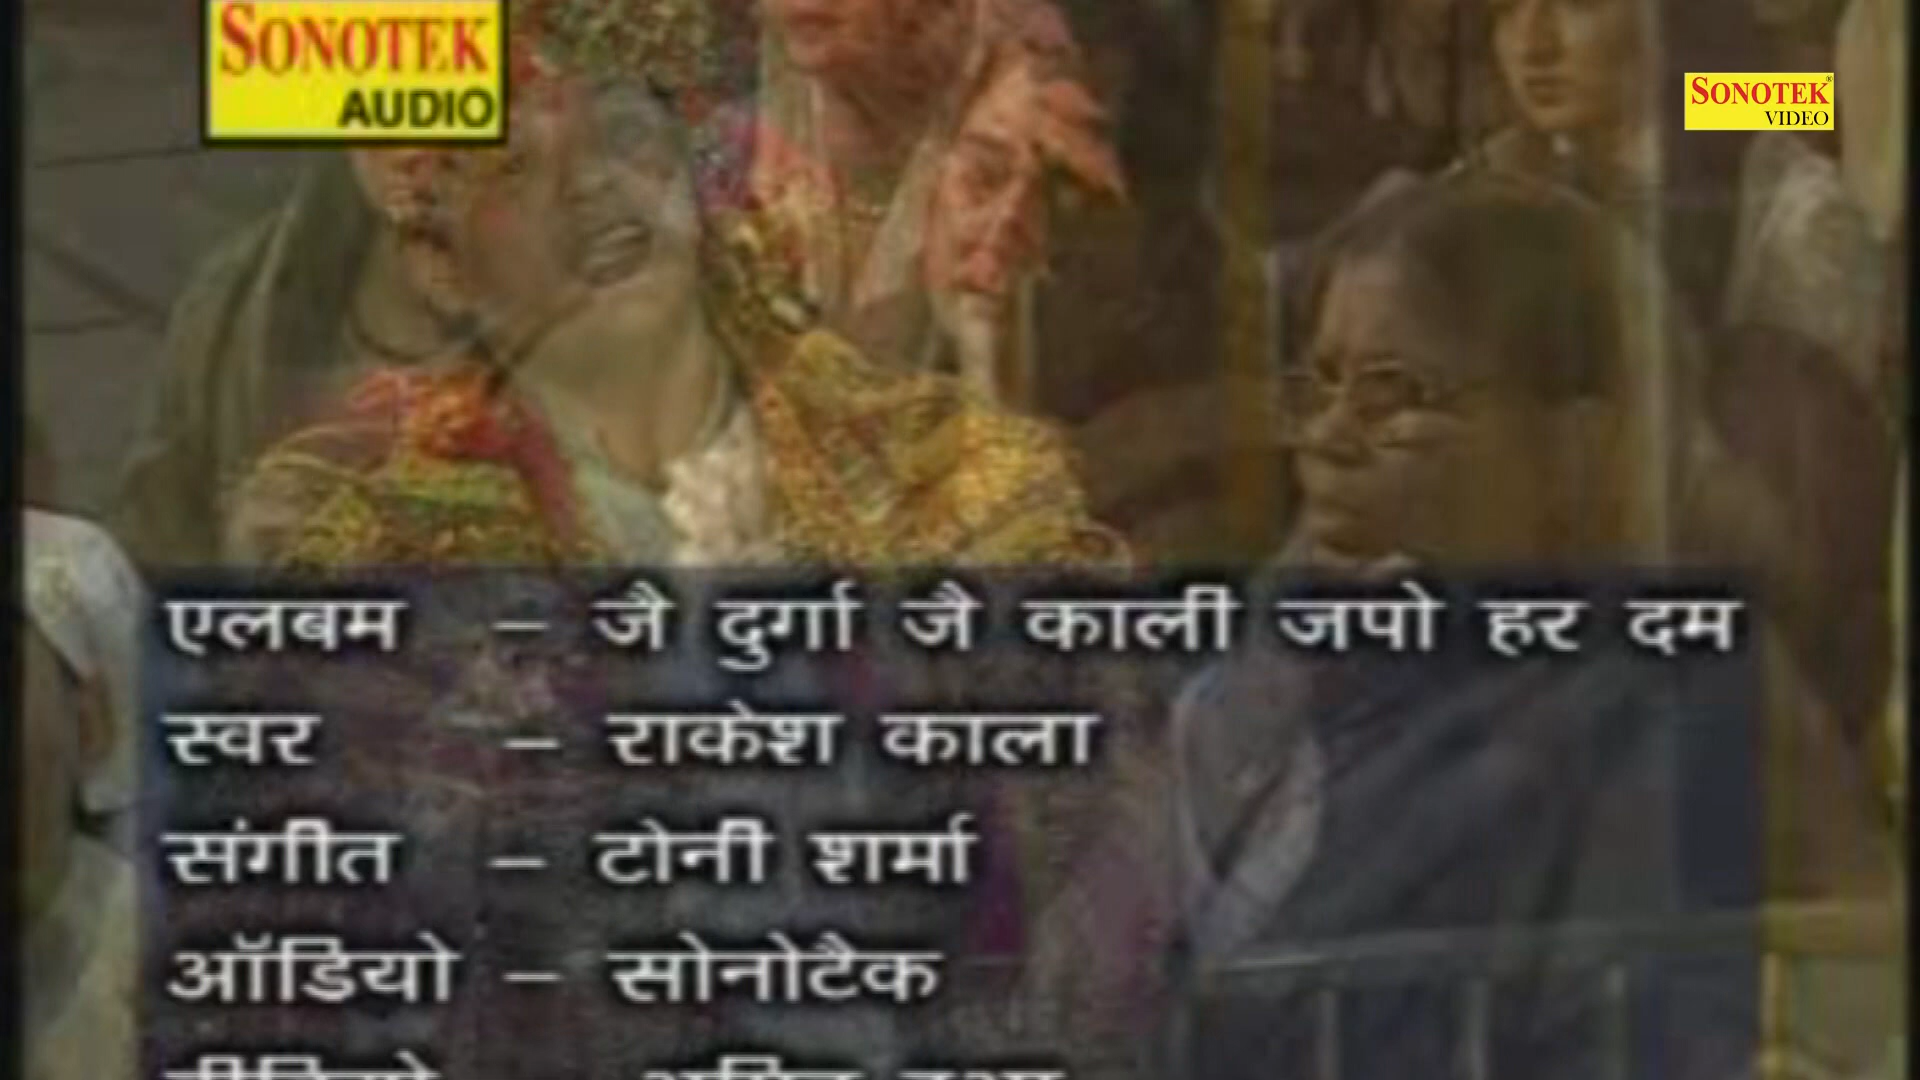 SONOTEK
AUDIO
SONOTEK
VIDEO
एलबम – जै दुर्गा जै काली जपो हर दम
स्वर – राकेश काला
संगीत – टोनी शर्मा
ऑडियो – सोनोटैक